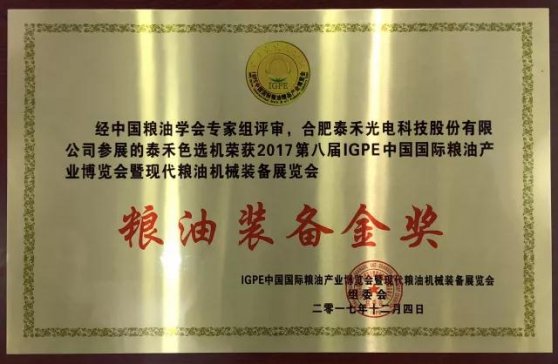 IGPE
经中国粮油学会专家组评审，合肥泰禾光电科技股份有限
公司参展的泰禾色选机荣获2017第八届IGPE中国国际粮油产
业博览会暨现代粮油机械装备展览会
粮油装备金奖
IGPE中国国际粮油产业博览会暨现代粮油机械装备展览会
组委会
二零一七年十二月四日